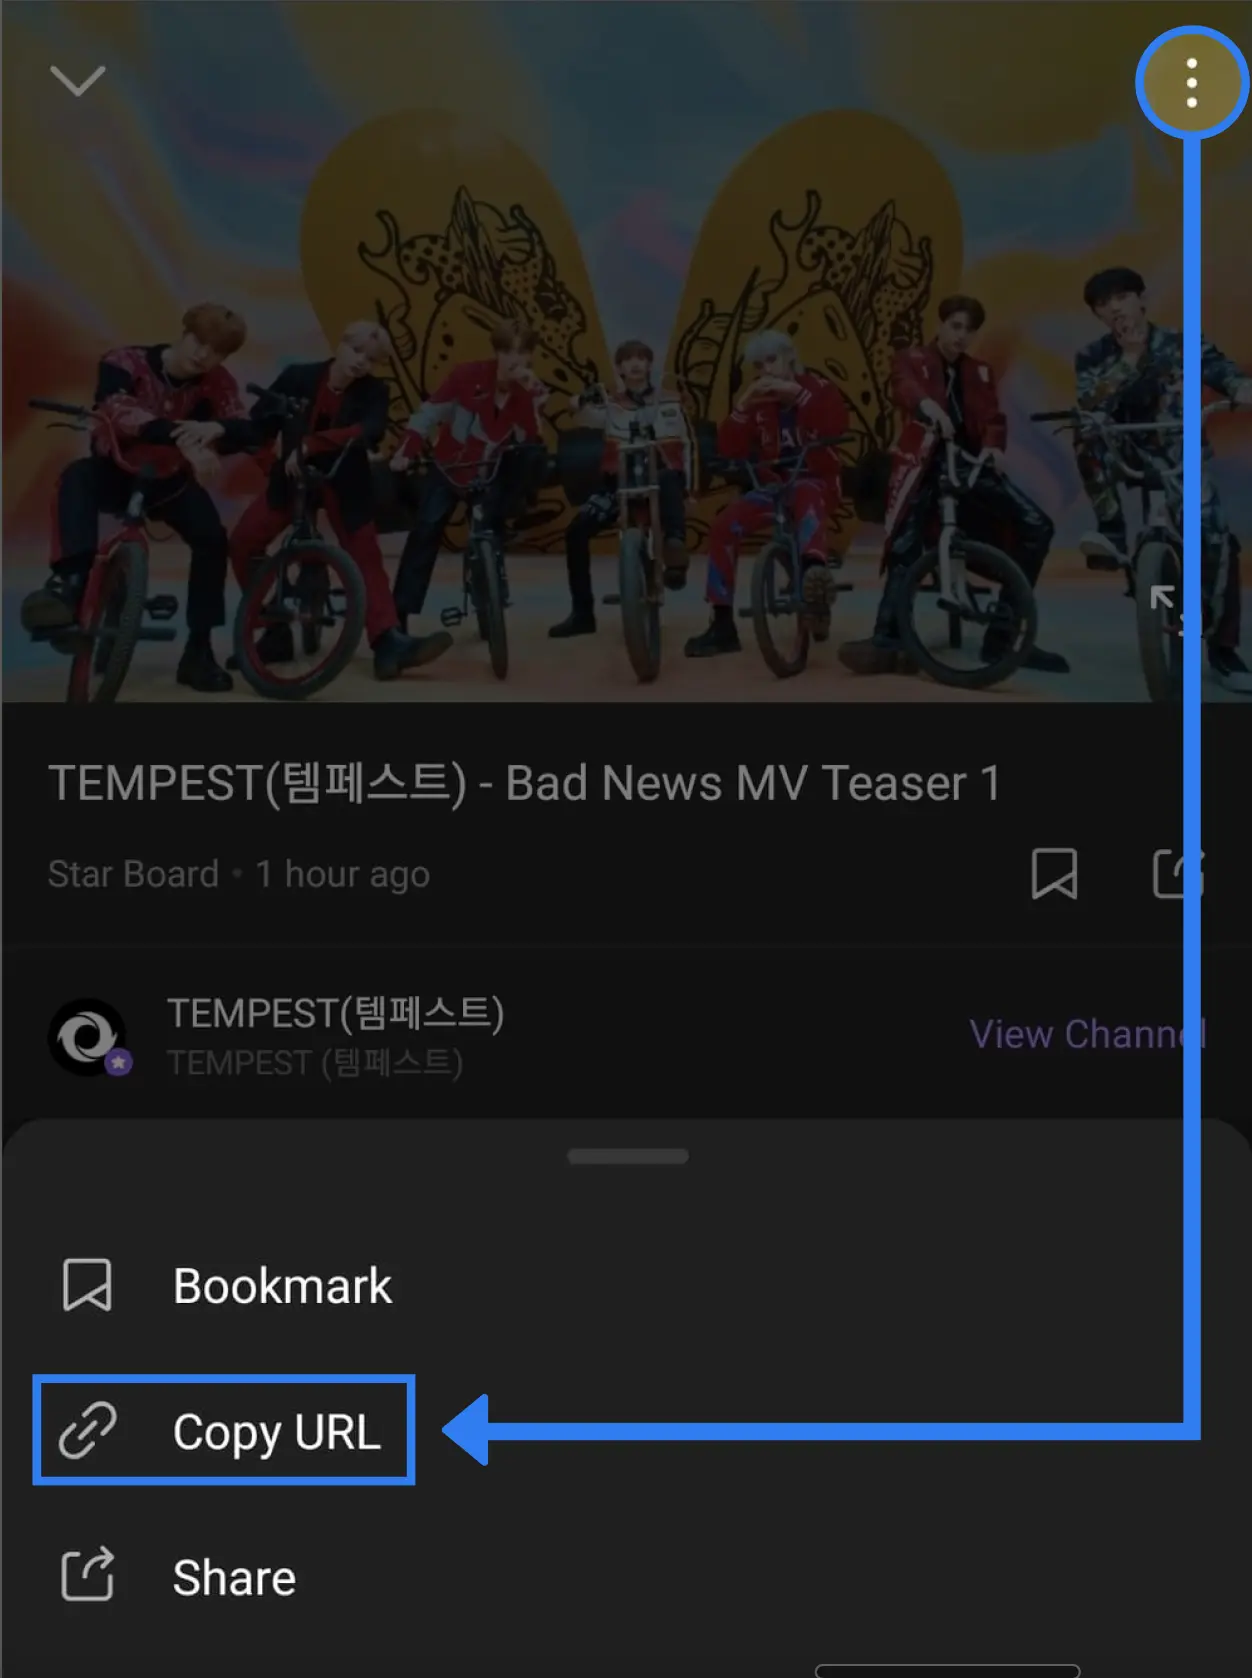 TEMPEST(템페스트) - Bad News MV Teaser 1
Star Board • 1 hour ago
TEMPEST(템페스트)
TEMPEST (템페스트)
View Channel
Bookmark
Copy URL
Share